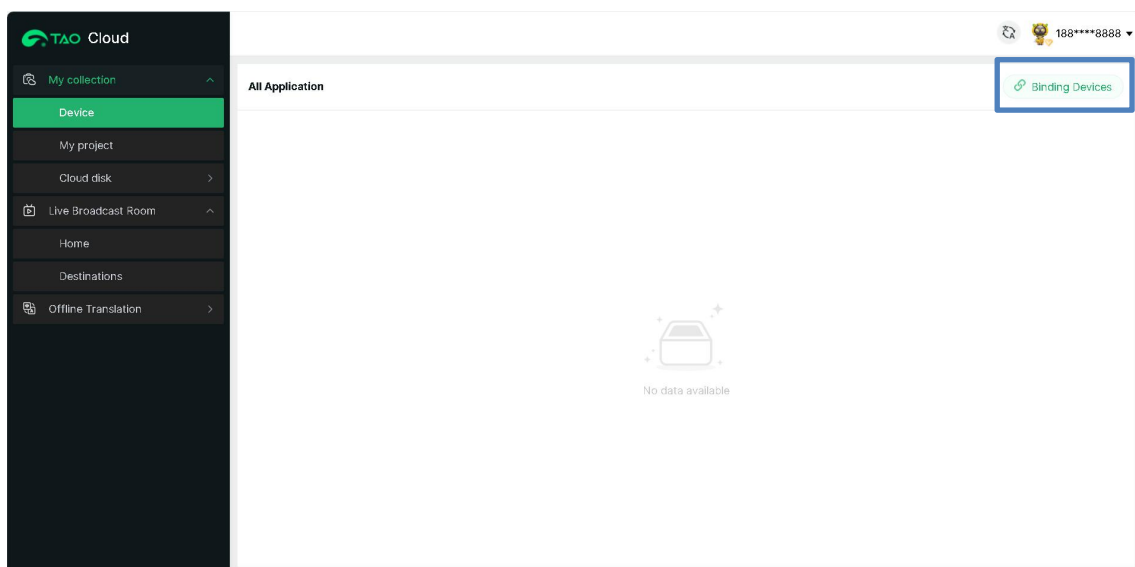 TAO Cloud
188****8888
My collection
Device
My project
Cloud disk
Live Broadcast Room
Home
Destinations
Offline Translation
All Application
Binding Devices
No data available